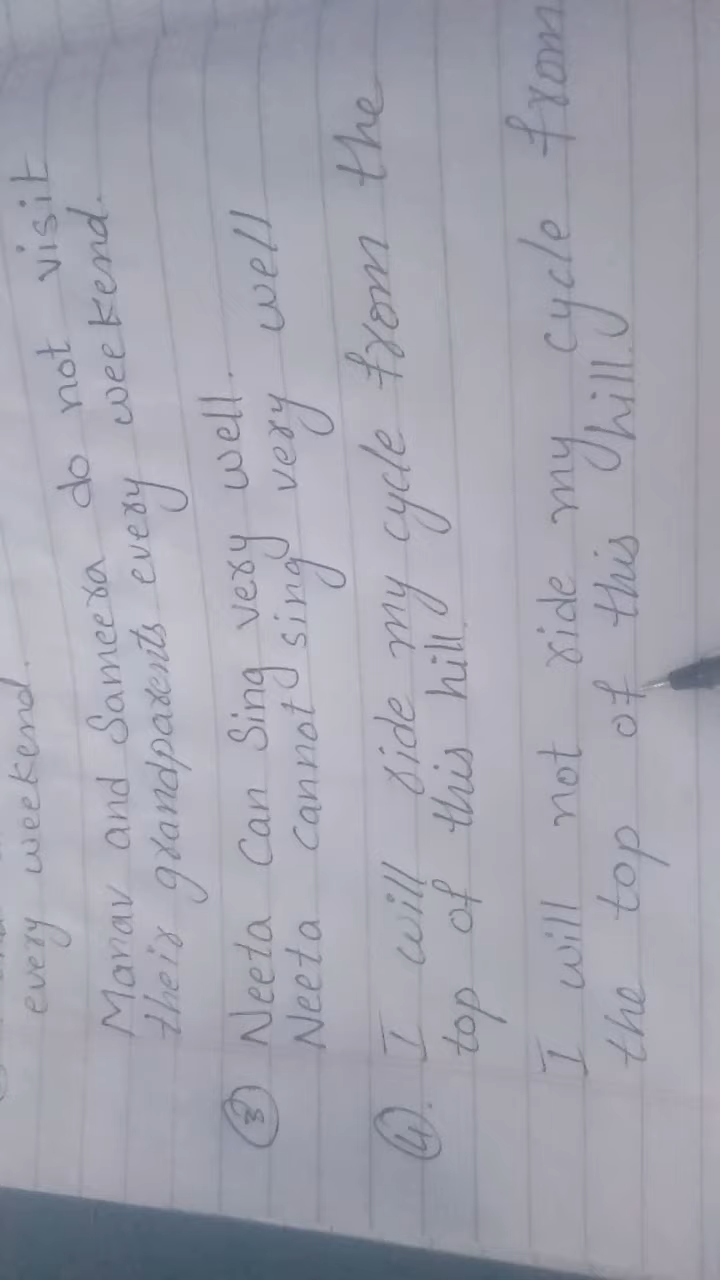 every weekend.
Manav and Sameera do not visit
their grandparents every weekend.
③ Neeta Can Sing very well.
Neeta cannot sing very well
④. I will ride my cycle from the
top of this hill.
I will not ride my cycle from
the top of this hill.